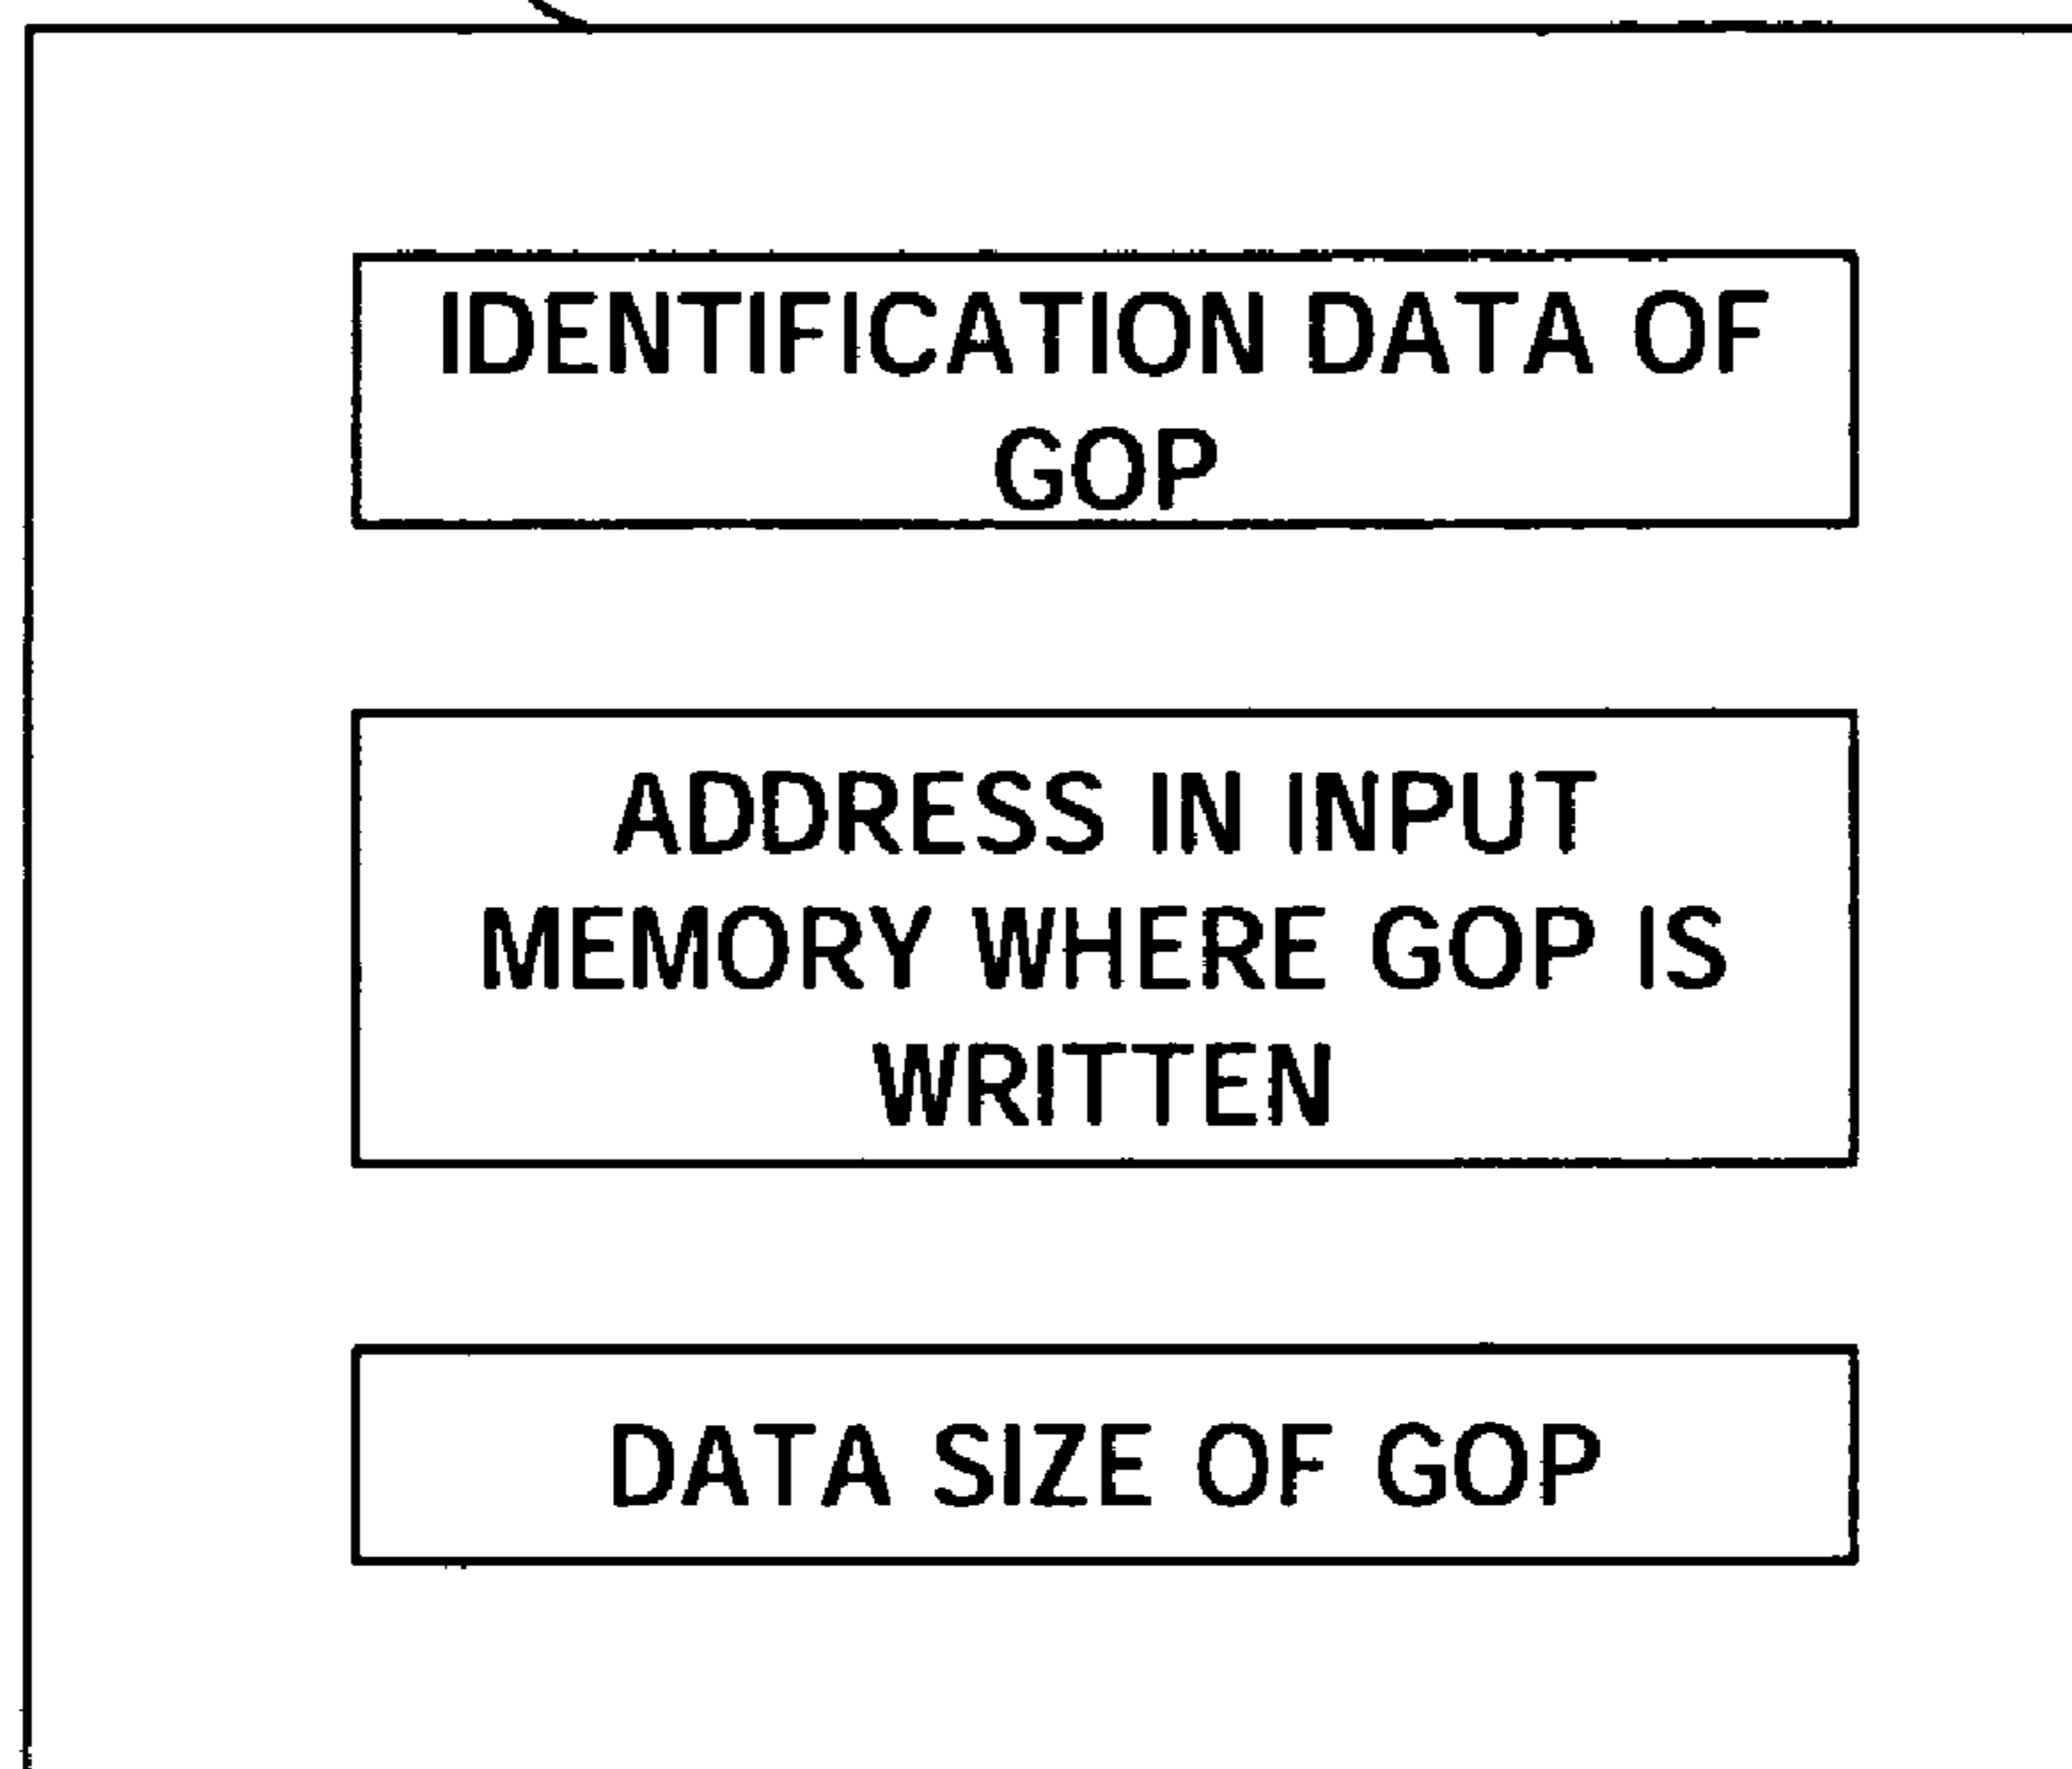 IDENTIFICATION DATA OF
GOP
ADDRESS IN INPUT
MEMORY WHERE GOP IS
WRITTEN
DATA SIZE OF GOP